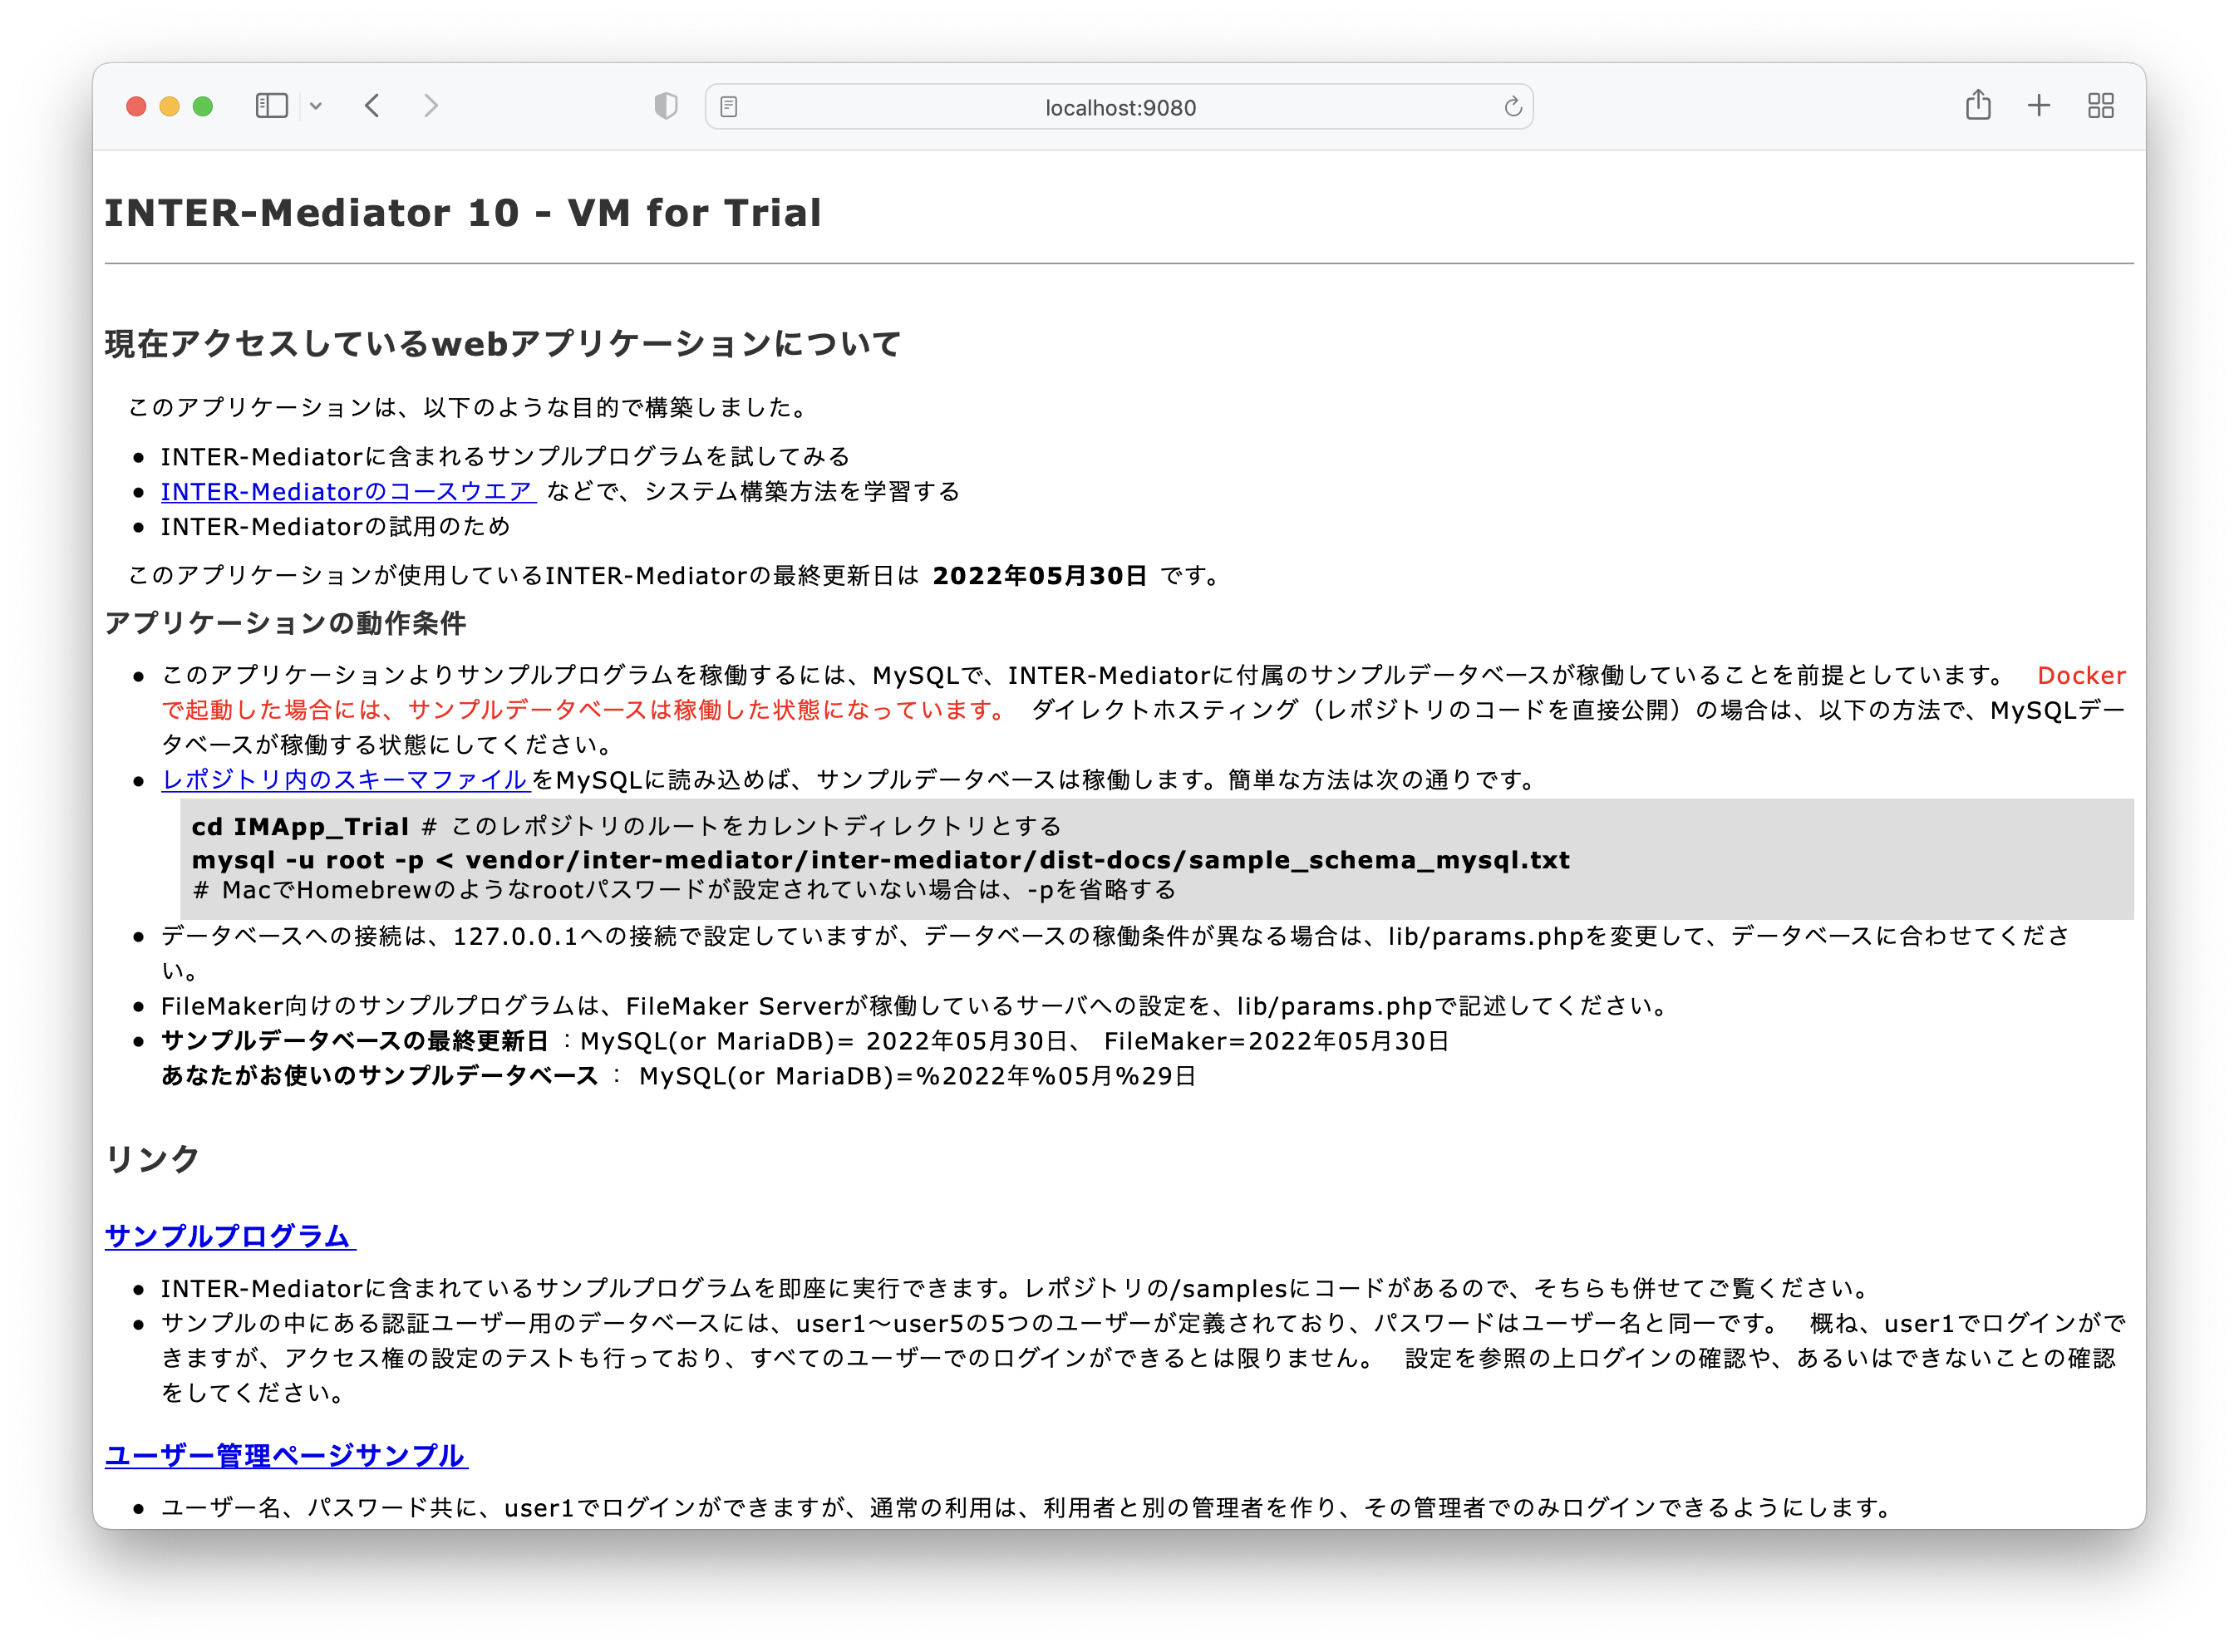 localhost:9080
INTER-Mediator 10 - VM for Trial
現在アクセスしているwebアプリケーションについて
このアプリケーションは、以下のような目的で構築しました。
● INTER-Mediatorに含まれるサンプルプログラムを試してみる
● INTER-Mediatorのコースウエア などで、システム構築方法を学習する
● INTER-Mediatorの試用のため
このアプリケーションが使用しているINTER-Mediatorの最終更新日は 2022年05月30日 です。
アプリケーションの動作条件
● このアプリケーションよりサンプルプログラムを稼働するには、MySQLで、INTER-Mediatorに付属のサンプルデータベースが稼働していることを前提としています。 Docker
で起動した場合には、サンプルデータベースは稼働した状態になっています。 ダイレクトホスティング（レポジトリのコードを直接公開）の場合は、以下の方法で、MySQLデー
タベースが稼働する状態にしてください。
● レポジトリ内のスキーマファイルをMySQLに読み込めば、サンプルデータベースは稼働します。簡単な方法は次の通りです。
cd IMApp_Trial # このレポジトリのルートをカレントディレクトリとする
mysql -u root -p < vendor/inter-mediator/inter-mediator/dist-docs/sample_schema_mysql.txt
# MacでHomebrewのようなrootパスワードが設定されていない場合は、-pを省略する
● データベースへの接続は、127.0.0.1への接続で設定していますが、データベースの稼働条件が異なる場合は、lib/params.phpを変更して、データベースに合わせてくださ
い。
● FileMaker向けのサンプルプログラムは、FileMaker Serverが稼働しているサーバへの設定を、lib/params.phpで記述してください。
● サンプルデータベースの最終更新日：MySQL(or MariaDB)= 2022年05月30日、 FileMaker=2022年05月30日
あなたがお使いのサンプルデータベース： MySQL(or MariaDB)=%2022年%05月%29日
リンク
サンプルプログラム
● INTER-Mediatorに含まれているサンプルプログラムを即座に実行できます。レポジトリの/samplesにコードがあるので、そちらも併せてご覧ください。
● サンプルの中にある認証ユーザー用のデータベースには、user1〜user5の5つのユーザーが定義されており、パスワードはユーザー名と同一です。 概ね、user1でログインがで
きますが、アクセス権の設定のテストも行っており、すべてのユーザーでのログインができるとは限りません。 設定を参照の上ログインの確認や、あるいはできないことの確認
をしてください。
ユーザー管理ページサンプル
● ユーザー名、パスワード共に、user1でログインができますが、通常の利用は、利用者と別の管理者を作り、その管理者でのみログインできるようにします。